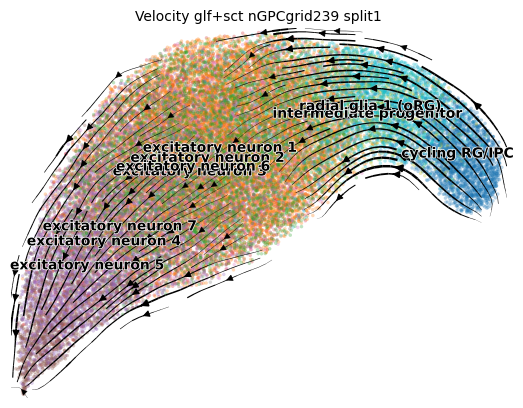 Velocity glf+sct nGPCgrid239 split1
radial glia 1 (oRG)
intermediate progenitor
excitatory neuron 1
cycling RG/IPC
excitatory neuron 2
excitatory neuron 6
excitatory neuron 3
excitatory neuron 7
excitatory neuron 4
excitatory neuron 5